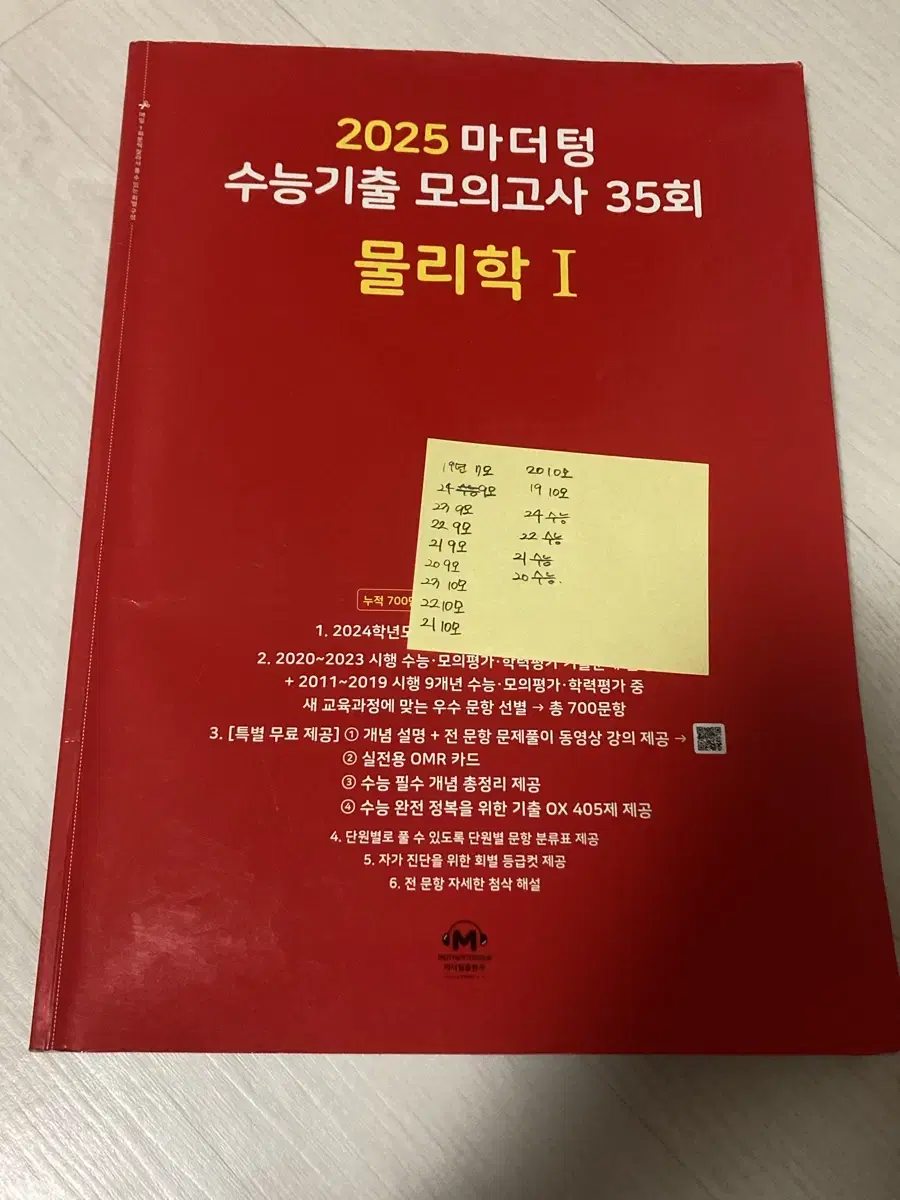 2025 마더텅
수능기출 모의고사 35회
물리학 I
19년 7모
24 수능9모
23 9모
22 9모
21 9모
20 9모
23 10모
22 10모
21 10모
20 10모
19 10모
24 수능
22 수능
21 수능
20 수능.
누적 700만
1. 2024학년도
2. 2020~2023 시행 수능·모의평가·학력평가
+ 2011~2019 시행 9개년 수능·모의평가·학력평가 중
새 교육과정에 맞는 우수 문항 선별 → 총 700문항
3. [특별 무료 제공] ① 개념 설명 + 전 문항 문제풀이 동영상 강의 제공 →
② 실전용 OMR 카드
③ 수능 필수 개념 총정리 제공
④ 수능 완전 정복을 위한 기출 OX 405제 제공
4. 단원별로 풀 수 있도록 단원별 문항 분류표 제공
5. 자가 진단을 위한 회별 등급컷 제공
6. 전 문항 자세한 첨삭 해설
M